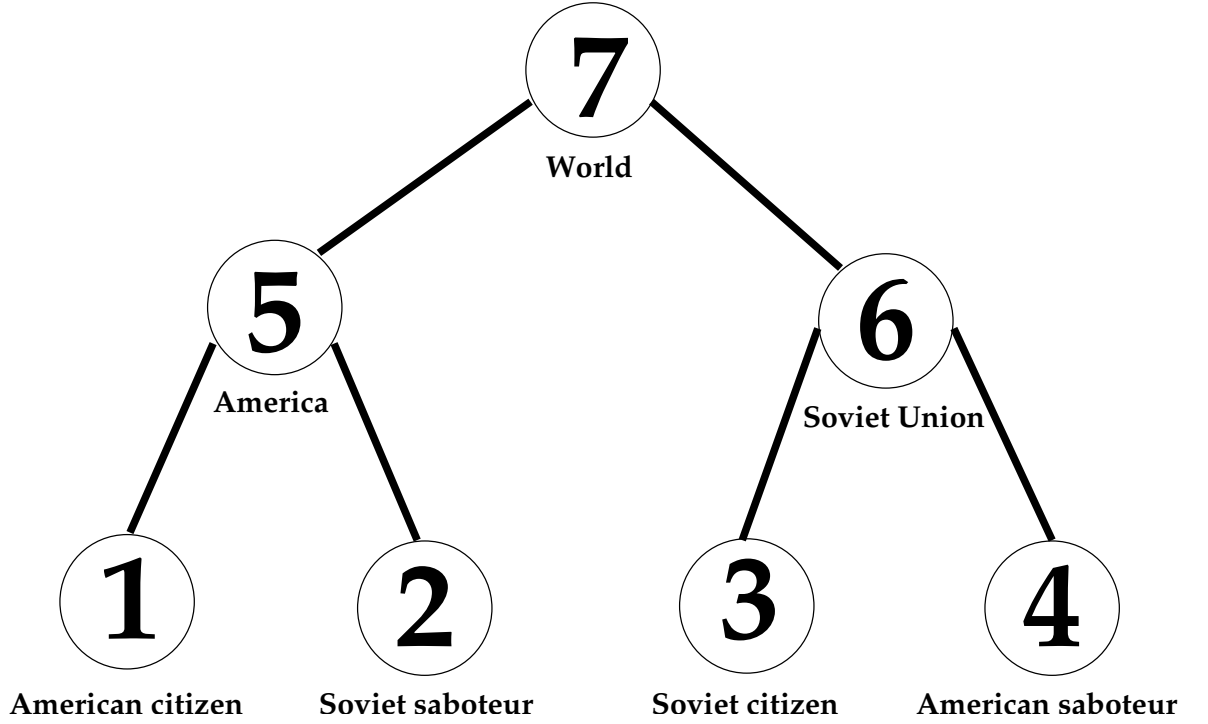 7
World
5
6
America
Soviet Union
1
2
3
4
American citizen
Soviet saboteur
Soviet citizen
American saboteur